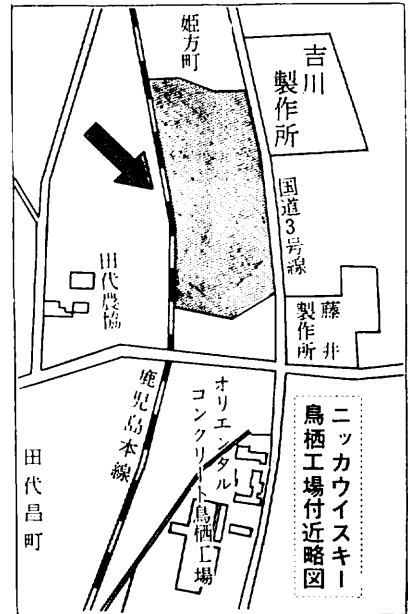 姫方町
吉川
製作所
国道3号線
田代農協
藤井
製作所
鹿児島本線
オリエンタル
コンクリート鳥栖工場
田代昌町
ニッカウイスキー
鳥栖工場付近略図